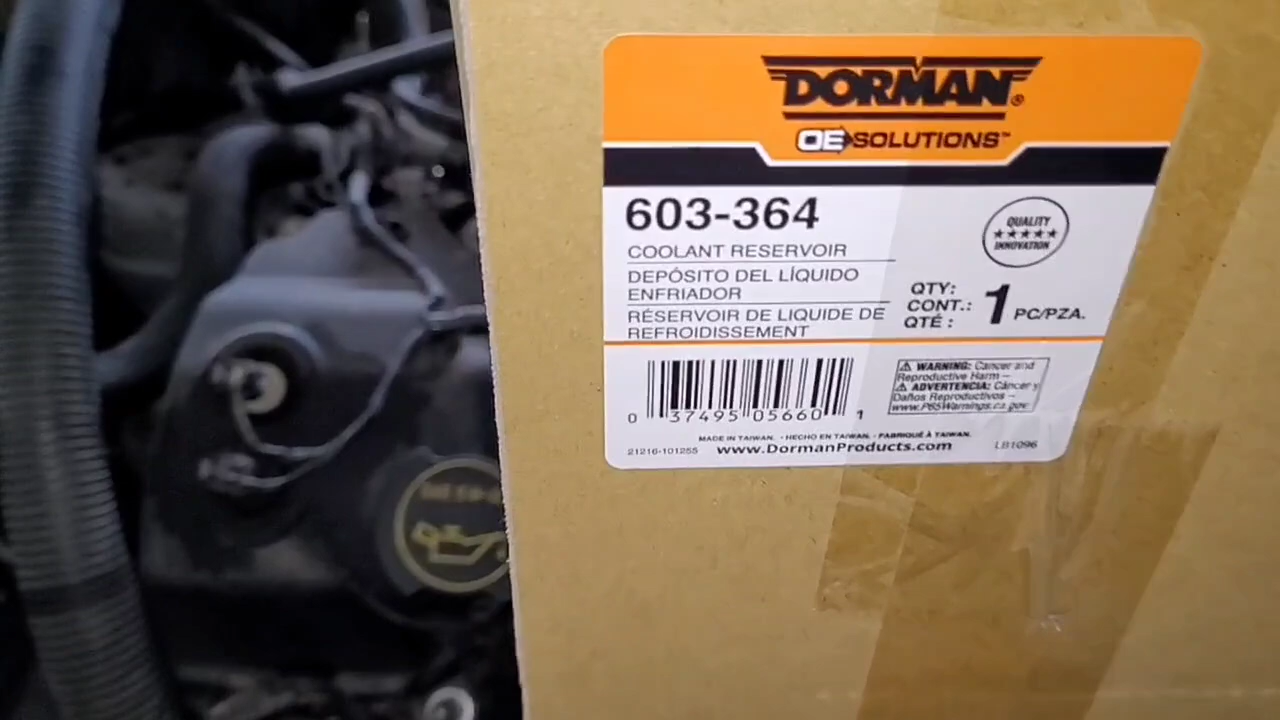 DORMAN®
OE SOLUTIONS™
603-364
COOLANT RESERVOIR
DEPÓSITO DEL LÍQUIDO
ENFRIADOR
RÉSERVOIR DE LIQUIDE DE
REFROIDISSEMENT
QUALITY
INNOVATION
QTY:
CONT.:
QTÉ :
1 PC/PZA.
0 37495 05660 1
⚠ WARNING: Cancer and
Reproductive Harm –
⚠ ADVERTENCIA: Cáncer y
Daños Reproductivos –
www.P65Warnings.ca.gov
MADE IN TAIWAN. - HECHO EN TAIWAN. - FABRIQUÉ À TAIWAN.
21216-101255 www.DormanProducts.com LB1096